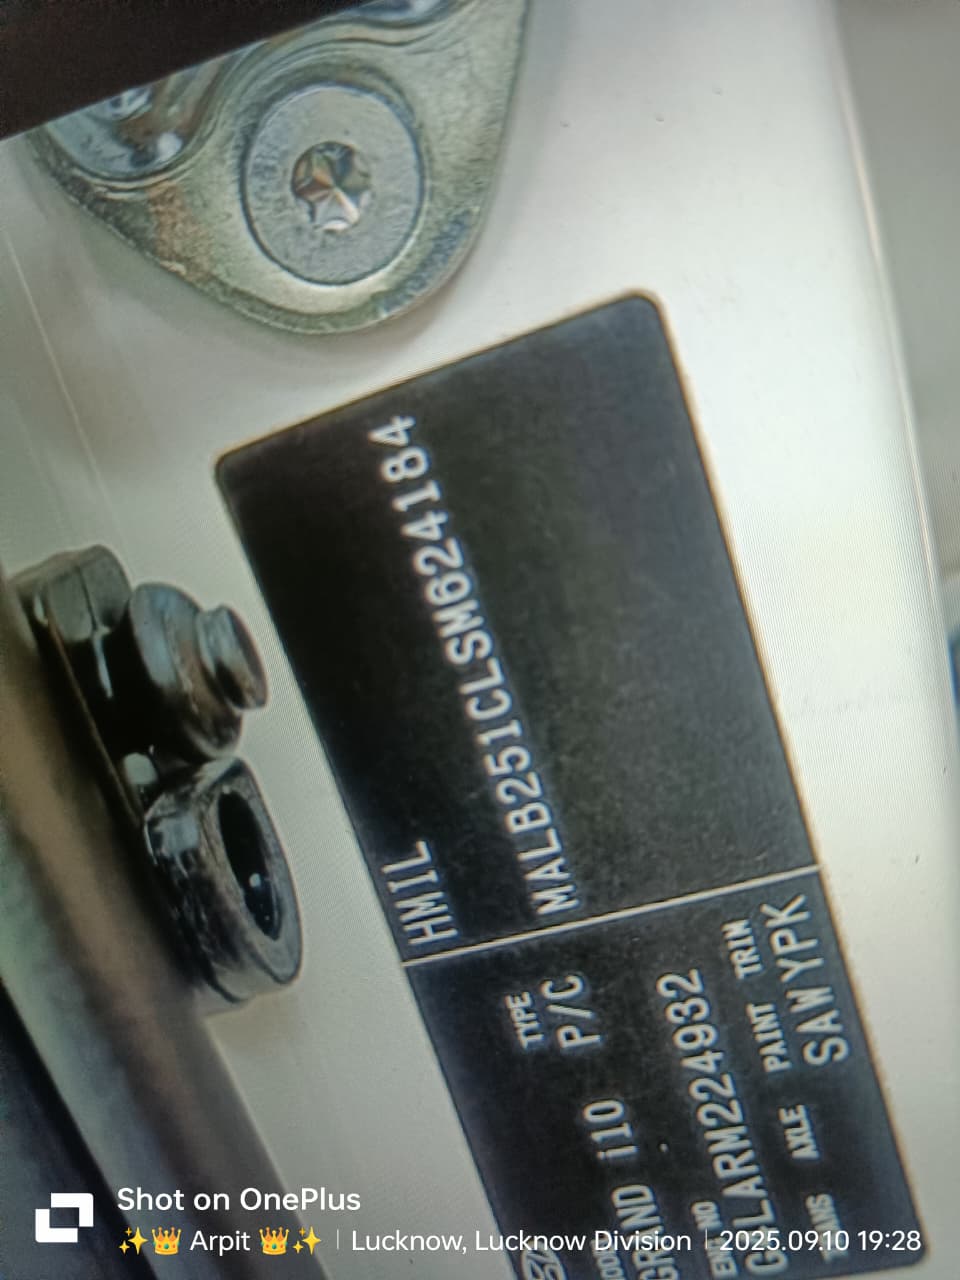 HMIL
MALB251CLSM624184
TYPE
GRAND i10 P/C
ENG NO
G4LARM224932
TRANS AXLE PAINT TRIM
SAW YPK
Shot on OnePlus
✨👑 Arpit 👑✨ | Lucknow, Lucknow Division | 2025.09.10 19:28